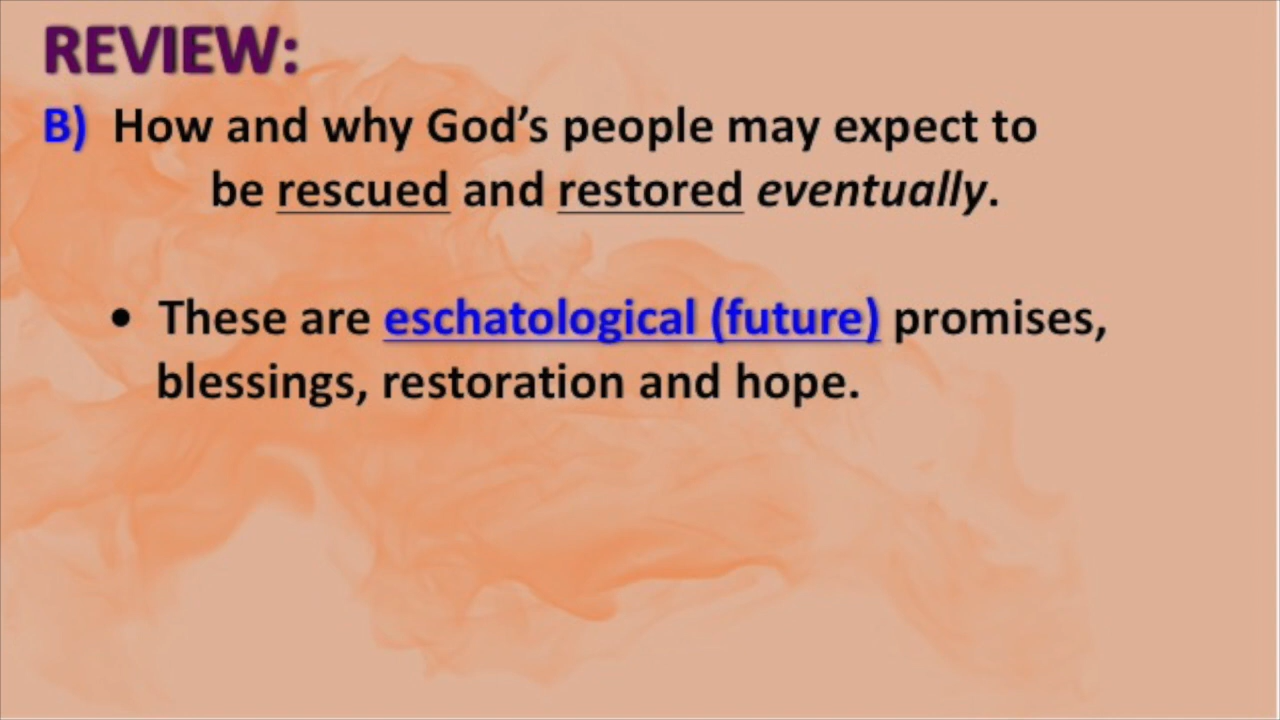 REVIEW:
B) How and why God’s people may expect to
be rescued and restored eventually.
• These are eschatological (future) promises,
blessings, restoration and hope.